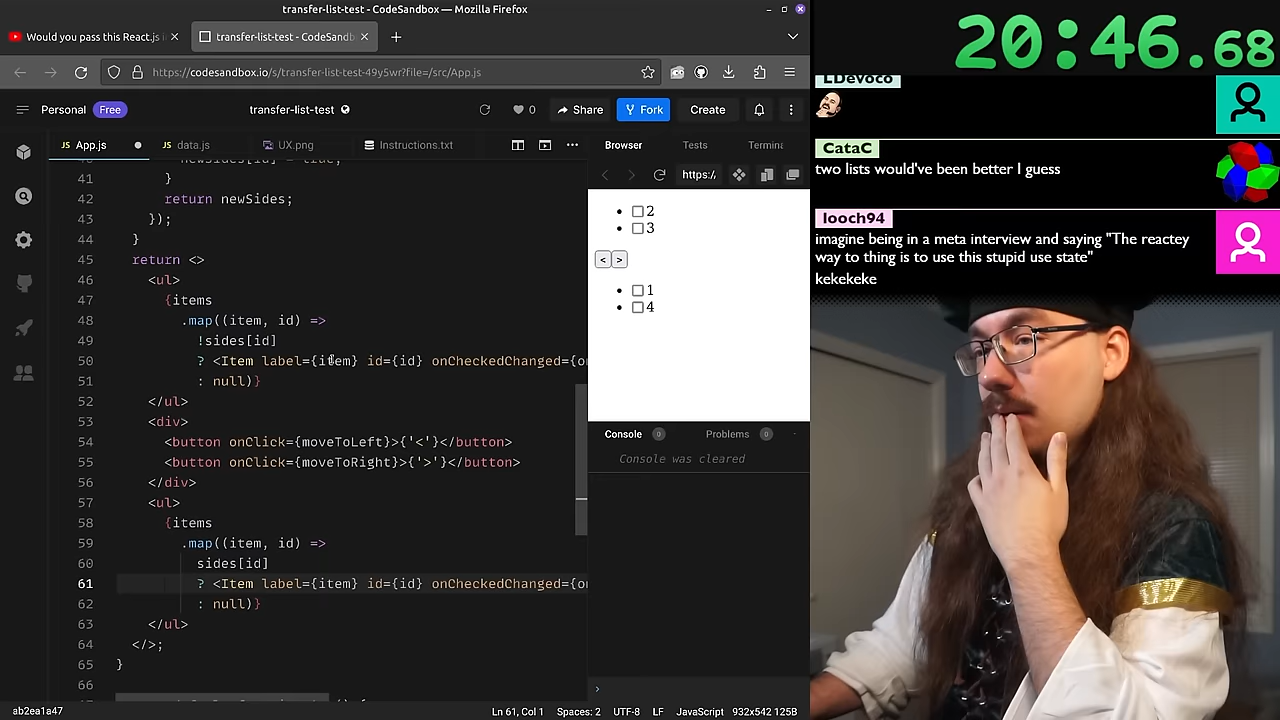 transfer-list-test - CodeSandbox — Mozilla Firefox
Would you pass this React.js i
transfer-list-test - CodeSandb
https://codesandbox.io/s/transfer-list-test-49y5wr?file=/src/App.js
Personal Free
transfer-list-test
0
Share
Fork
Create
App.js
data.js
UX.png
Instructions.txt
Browser
Tests
Termina
https:/
newSides[id] = true;
41 }
42 return newSides;
43 });
44 }
45 return <>
46 <ul>
47 {items
48 .map((item, id) =>
49 !sides[id]
50 ? <Item label={item} id={id} onCheckedChanged={on
51 : null)}
52 </ul>
53 <div>
54 <button onClick={moveToLeft}>{'<'}</button>
55 <button onClick={moveToRight}>{'>'}</button>
56 </div>
57 <ul>
58 {items
59 .map((item, id) =>
60 sides[id]
61 ? <Item label={item} id={id} onCheckedChanged={on
62 : null)}
63 </ul>
64 </>;
65 }
66
2
3
< >
1
4
Console 0 Problems 0
Console was cleared
ab2ea1a47
Ln 61, Col 1 Spaces: 2 UTF-8 LF JavaScript 932x542 125B
20:46.68
LDevoco
CataC
two lists would've been better I guess
looch94
imagine being in a meta interview and saying "The reactey
way to thing is to use this stupid use state"
kekekeke